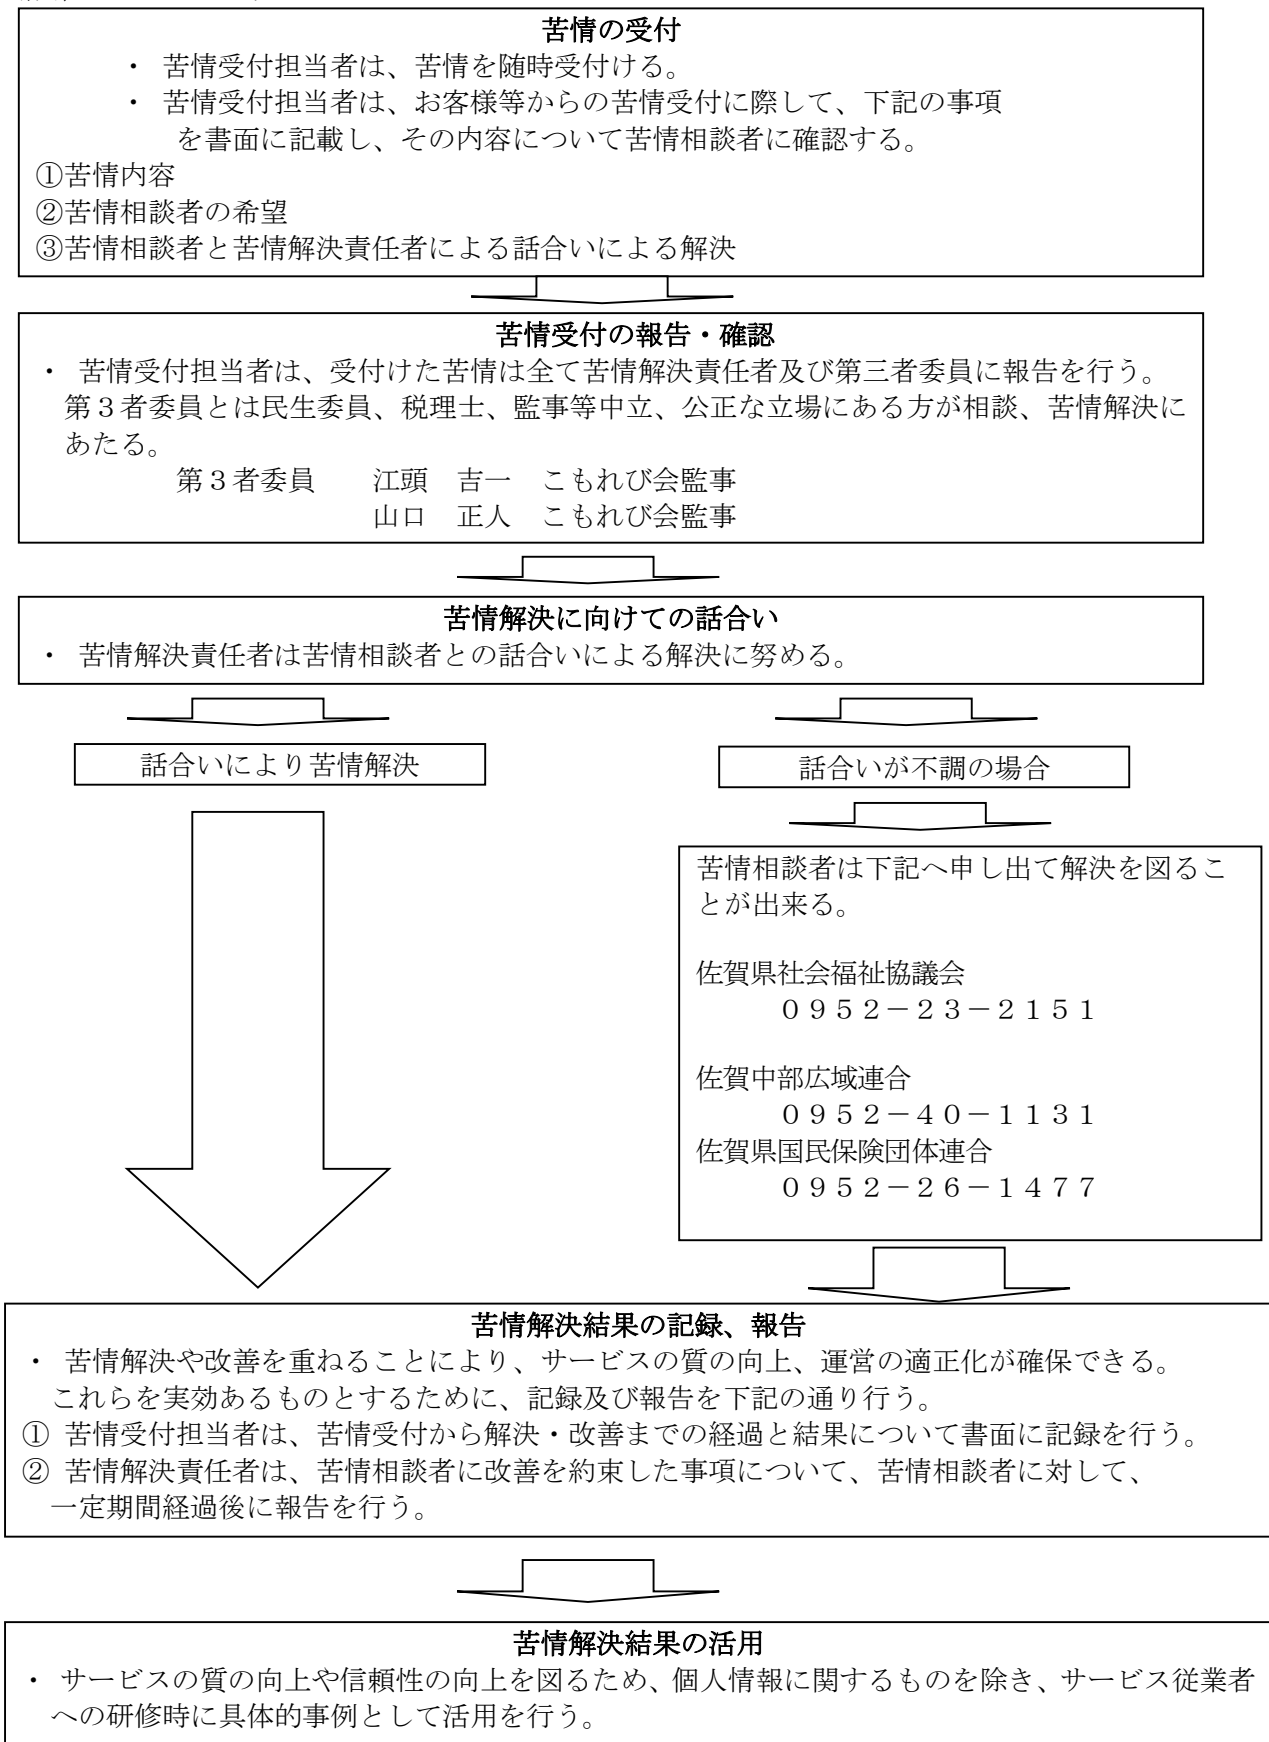 苦情の受付
・ 苦情受付担当者は、苦情を随時受付ける。
・ 苦情受付担当者は、お客様等からの苦情受付に際して、下記の事項
を書面に記載し、その内容について苦情相談者に確認する。
①苦情内容
②苦情相談者の希望
③苦情相談者と苦情解決責任者による話合いによる解決
苦情受付の報告・確認
・ 苦情受付担当者は、受付けた苦情は全て苦情解決責任者及び第三者委員に報告を行う。
第３者委員とは民生委員、税理士、監事等中立、公正な立場にある方が相談、苦情解決に
あたる。
第３者委員　　江頭　吉一　こもれび会監事
山口　正人　こもれび会監事
苦情解決に向けての話合い
・ 苦情解決責任者は苦情相談者との話合いによる解決に努める。
話合いにより苦情解決
話合いが不調の場合
苦情相談者は下記へ申し出て解決を図るこ
とが出来る。
佐賀県社会福祉協議会
０９５２－２３－２１５１
佐賀中部広域連合
０９５２－４０－１１３１
佐賀県国民保険団体連合
０９５２－２６－１４７７
苦情解決結果の記録、報告
・ 苦情解決や改善を重ねることにより、サービスの質の向上、運営の適正化が確保できる。
これらを実効あるものとするために、記録及び報告を下記の通り行う。
① 苦情受付担当者は、苦情受付から解決・改善までの経過と結果について書面に記録を行う。
② 苦情解決責任者は、苦情相談者に改善を約束した事項について、苦情相談者に対して、
一定期間経過後に報告を行う。
苦情解決結果の活用
・ サービスの質の向上や信頼性の向上を図るため、個人情報に関するものを除き、サービス従業者
への研修時に具体的事例として活用を行う。